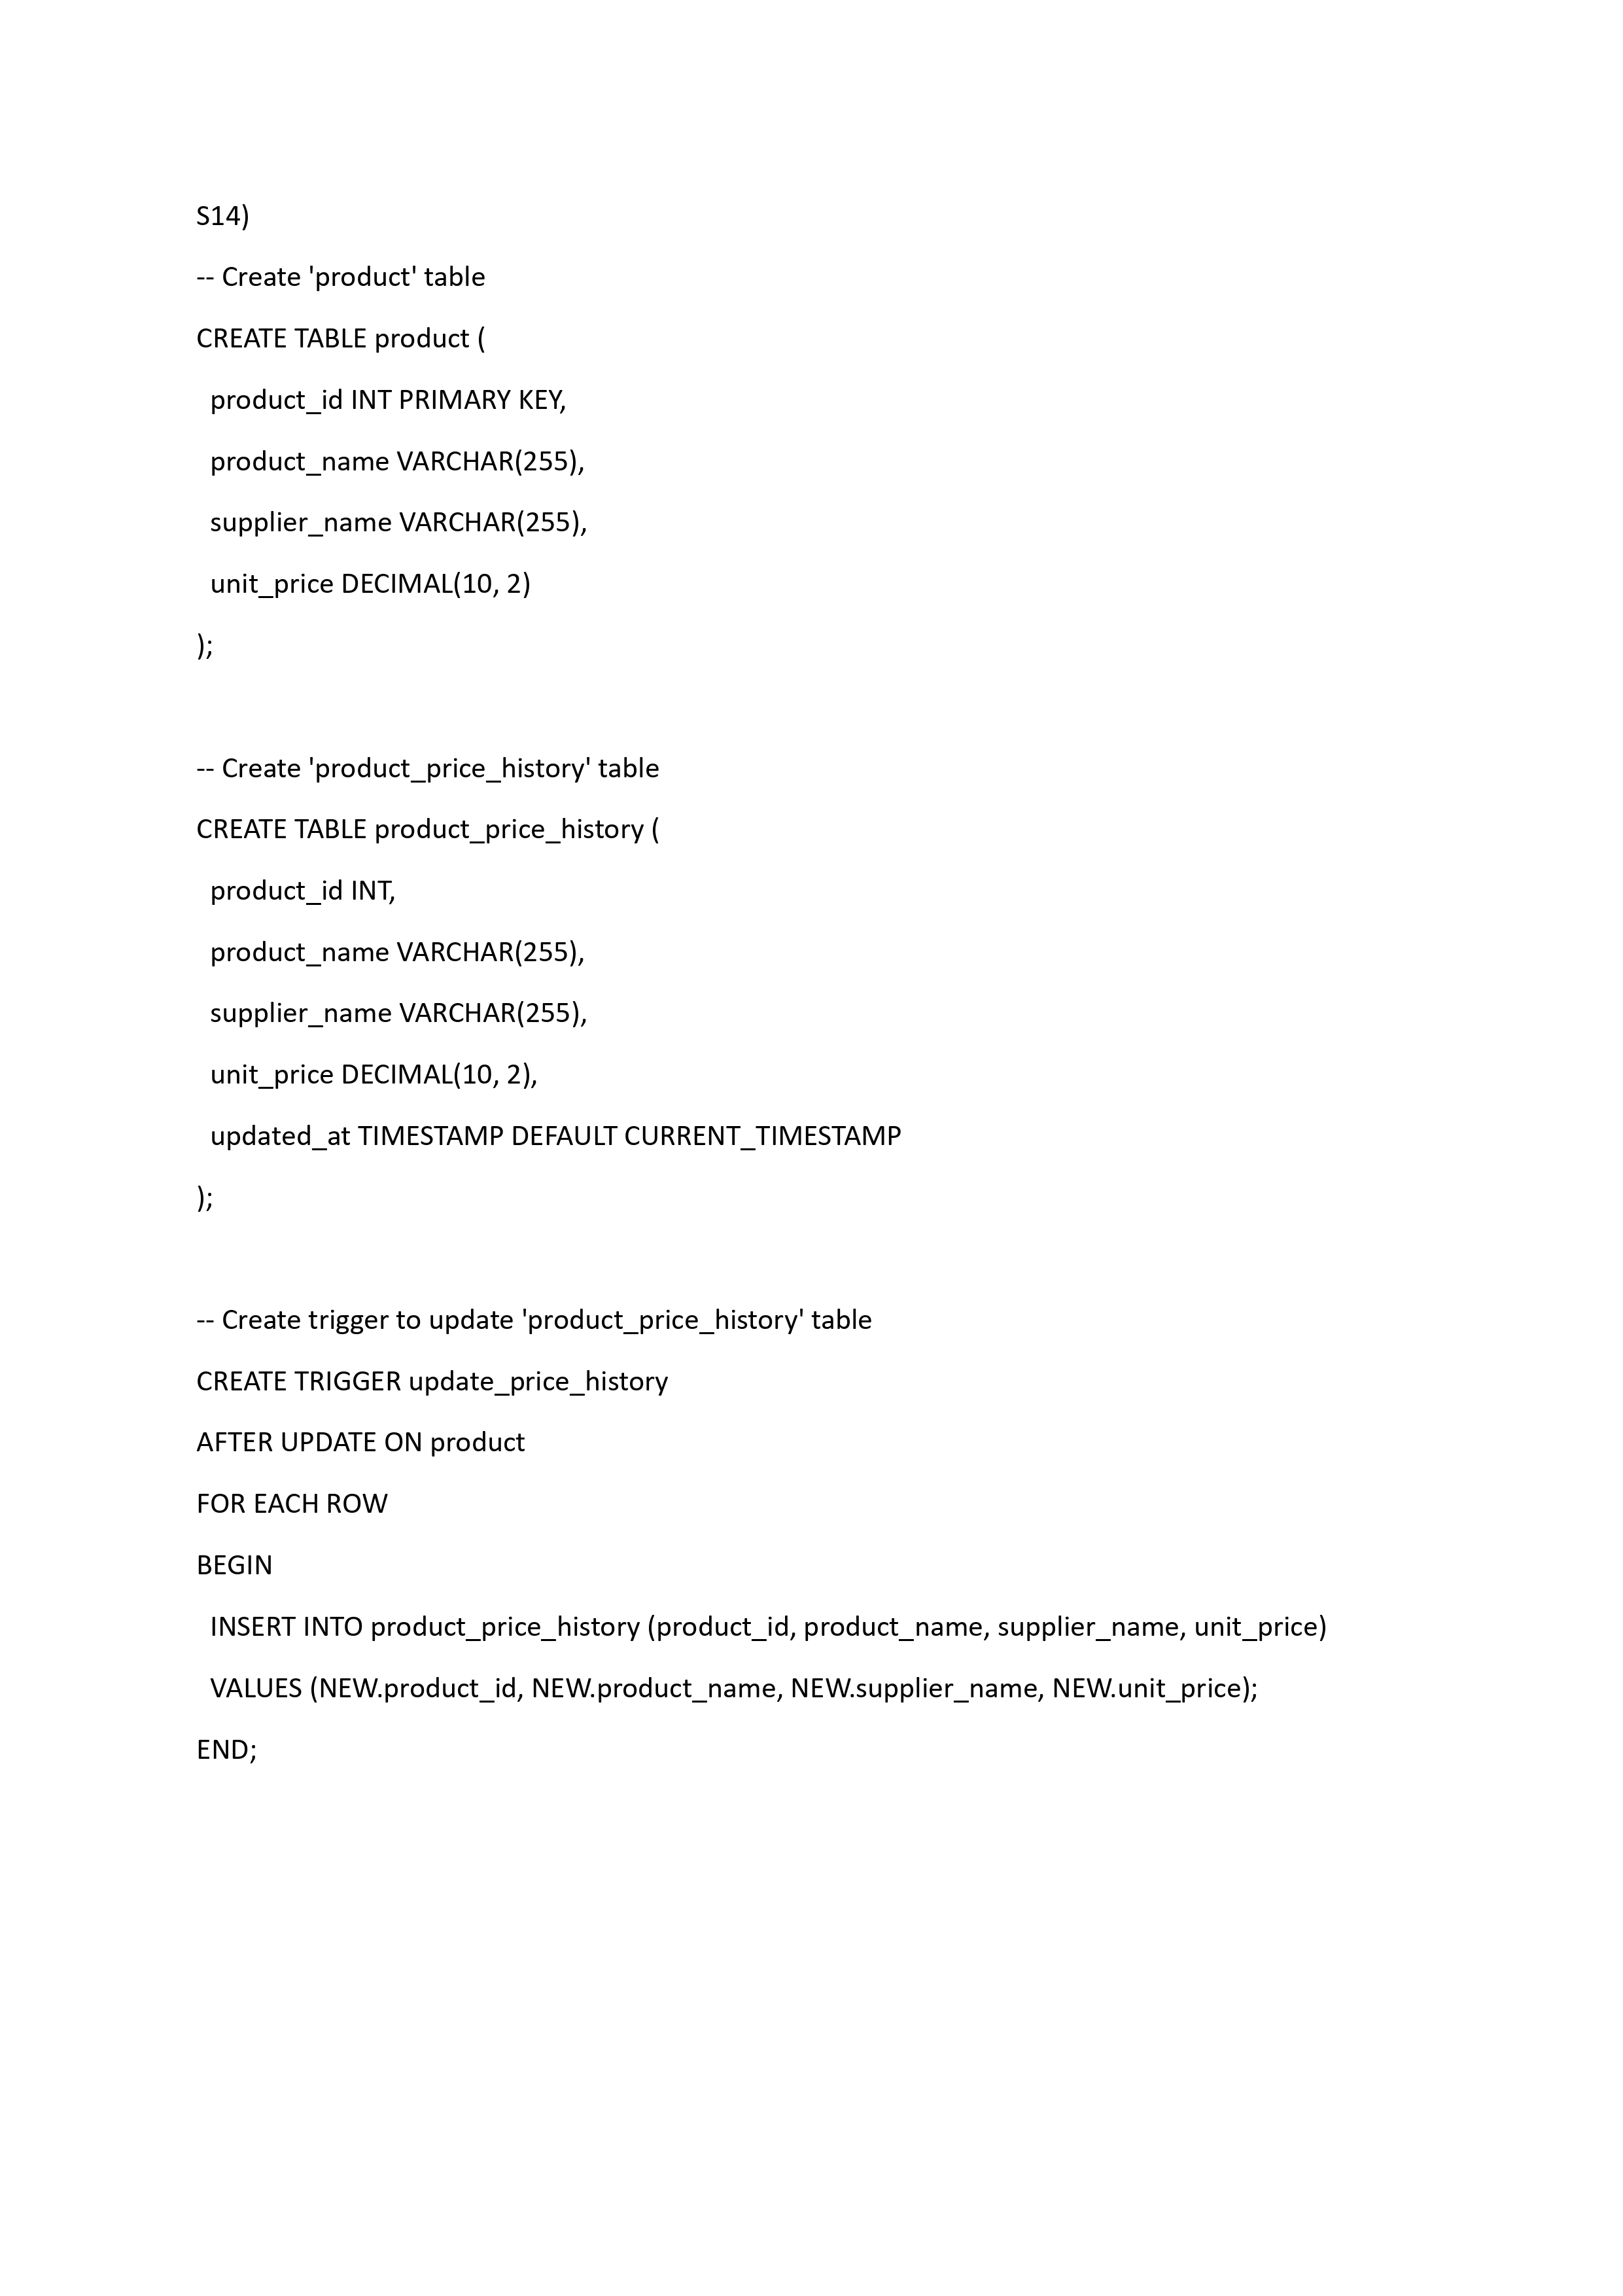 S14)
-- Create 'product' table
CREATE TABLE product (
product_id INT PRIMARY KEY,
product_name VARCHAR(255),
supplier_name VARCHAR(255),
unit_price DECIMAL(10, 2)
);
-- Create 'product_price_history' table
CREATE TABLE product_price_history (
product_id INT,
product_name VARCHAR(255),
supplier_name VARCHAR(255),
unit_price DECIMAL(10, 2),
updated_at TIMESTAMP DEFAULT CURRENT_TIMESTAMP
);
-- Create trigger to update 'product_price_history' table
CREATE TRIGGER update_price_history
AFTER UPDATE ON product
FOR EACH ROW
BEGIN
INSERT INTO product_price_history (product_id, product_name, supplier_name, unit_price)
VALUES (NEW.product_id, NEW.product_name, NEW.supplier_name, NEW.unit_price);
END;